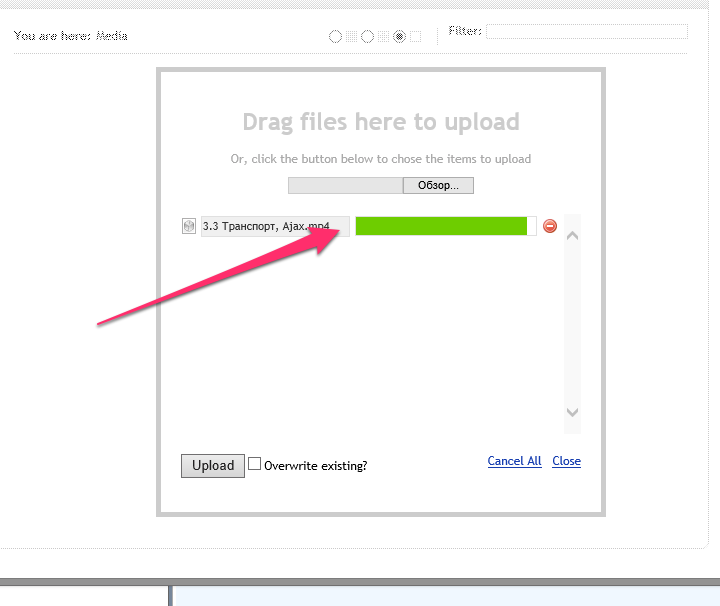 You are here: Media
Filter:
Drag files here to upload
Or, click the button below to chose the items to upload
Обзор...
3.3 Транспорт, Ajax.mp4
Upload
Overwrite existing?
Cancel All Close